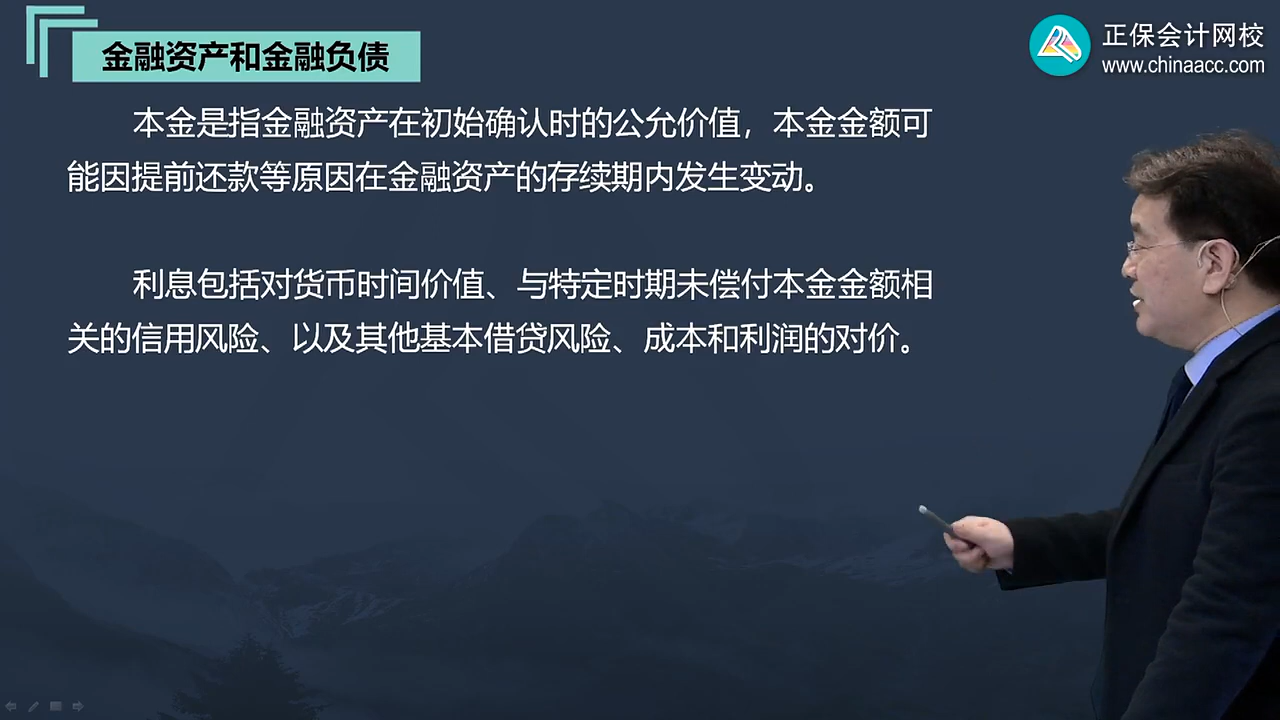 金融资产和金融负债
正保会计网校
www.chinaacc.com
本金是指金融资产在初始确认时的公允价值，本金金额可
能因提前还款等原因在金融资产的存续期内发生变动。
利息包括对货币时间价值、与特定时期未偿付本金金额相
关的信用风险、以及其他基本借贷风险、成本和利润的对价。